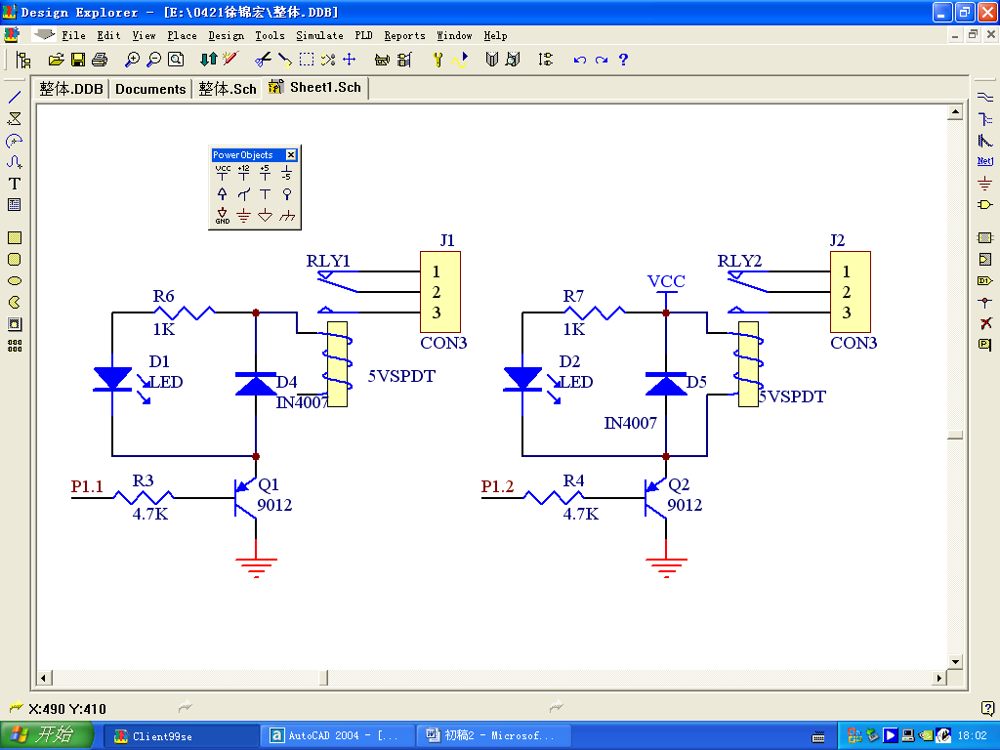 Design Explorer - [E:\0421徐锦宏\整体.DDB]
File Edit View Place Design Tools Simulate PLD Reports Window Help
整体.DDB Documents 整体.Sch Sheet1.Sch
PowerObjects
VCC +12 +5 -5
GND
T
Net1
D1
J1
RLY1
1
2
3
CON3
R6
1K
D1
LED
D4
IN4007
5VSPDT
P1.1
R3
4.7K
Q1
9012
J2
RLY2
1
2
3
CON3
VCC
R7
1K
D2
LED
D5
IN4007
5VSPDT
P1.2
R4
4.7K
Q2
9012
X:490 Y:410
开始 Client99se AutoCAD 2004 - [... 初稿2 - Microsof... 18:02